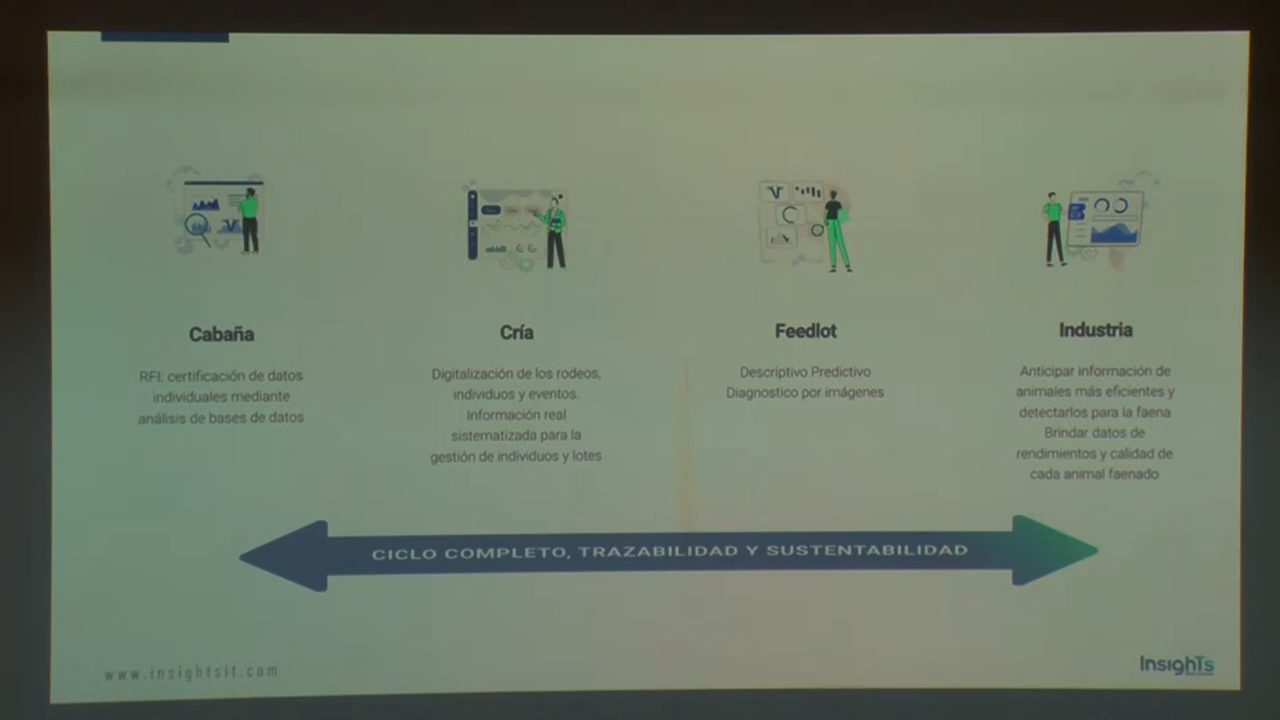 Cabaña
RFI: certificación de datos
individuales mediante
análisis de bases de datos
Cría
Digitalización de los rodeos,
individuos y eventos.
Información real
sistematizada para la
gestión de individuos y lotes
Feedlot
Descriptivo Predictivo
Diagnostico por imágenes
Industria
Anticipar información de
animales más eficientes y
detectarlos para la faena
Brindar datos de
rendimientos y calidad de
cada animal faenado
CICLO COMPLETO, TRAZABILIDAD Y SUSTENTABILIDAD
www.insightsit.com
InsighTs